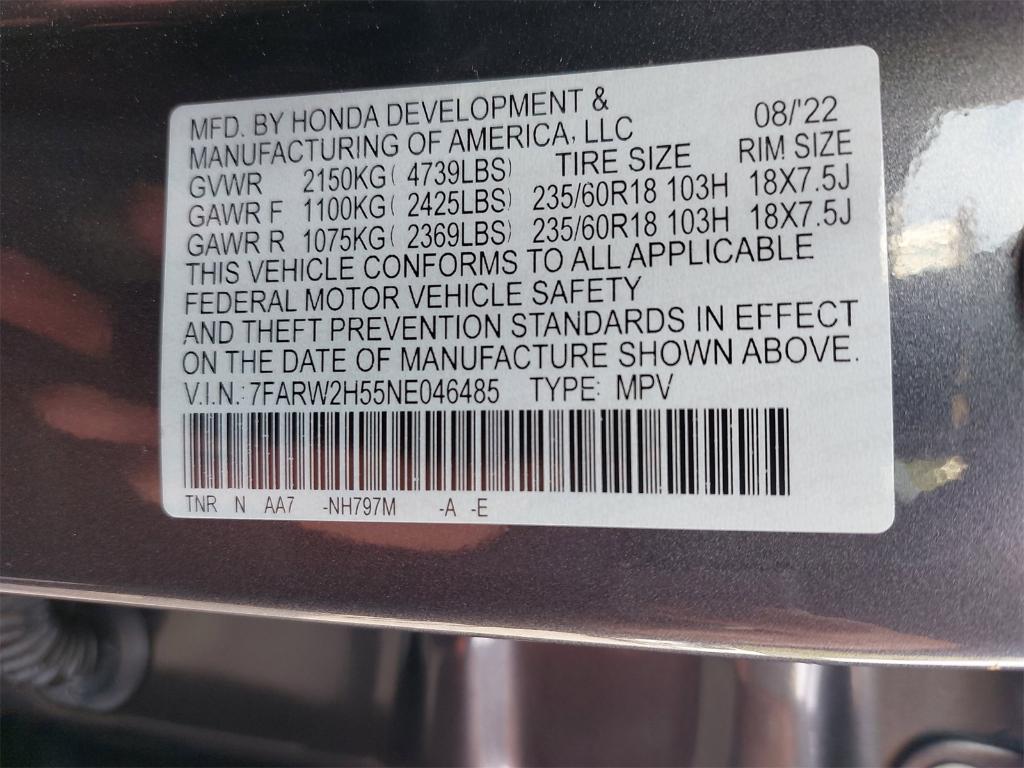 MFD. BY HONDA DEVELOPMENT & 08/'22
MANUFACTURING OF AMERICA, LLC
GVWR 2150KG( 4739LBS) TIRE SIZE RIM SIZE
GAWR F 1100KG( 2425LBS) 235/60R18 103H 18X7.5J
GAWR R 1075KG( 2369LBS) 235/60R18 103H 18X7.5J
THIS VEHICLE CONFORMS TO ALL APPLICABLE
FEDERAL MOTOR VEHICLE SAFETY
AND THEFT PREVENTION STANDARDS IN EFFECT
ON THE DATE OF MANUFACTURE SHOWN ABOVE.
V.I.N.: 7FARW2H55NE046485 TYPE: MPV
TNR N AA7 -NH797M -A -E